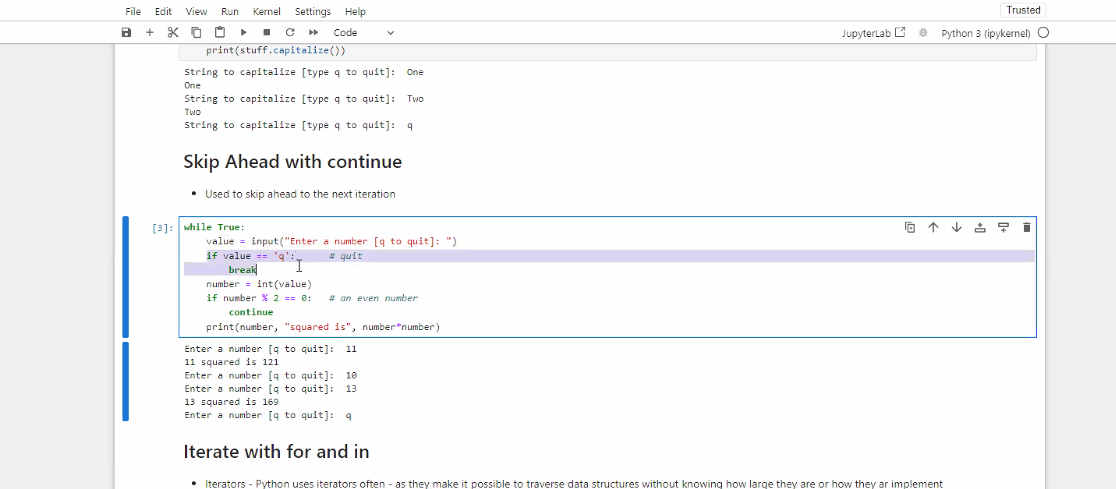 File Edit View Run Kernel Settings Help Trusted
Code JupyterLab Python 3 (ipykernel)
print(stuff.capitalize())
String to capitalize [type q to quit]: One
One
String to capitalize [type q to quit]: Two
Two
String to capitalize [type q to quit]: q
Skip Ahead with continue
• Used to skip ahead to the next iteration
[3]: while True:
value = input("Enter a number [q to quit]: ")
if value == 'q': # quit
break
number = int(value)
if number % 2 == 0: # an even number
continue
print(number, "squared is", number*number)
Enter a number [q to quit]: 11
11 squared is 121
Enter a number [q to quit]: 10
Enter a number [q to quit]: 13
13 squared is 169
Enter a number [q to quit]: q
Iterate with for and in
• Iterators - Python uses iterators often - as they make it possible to traverse data structures without knowing how large they are or how they ar implement